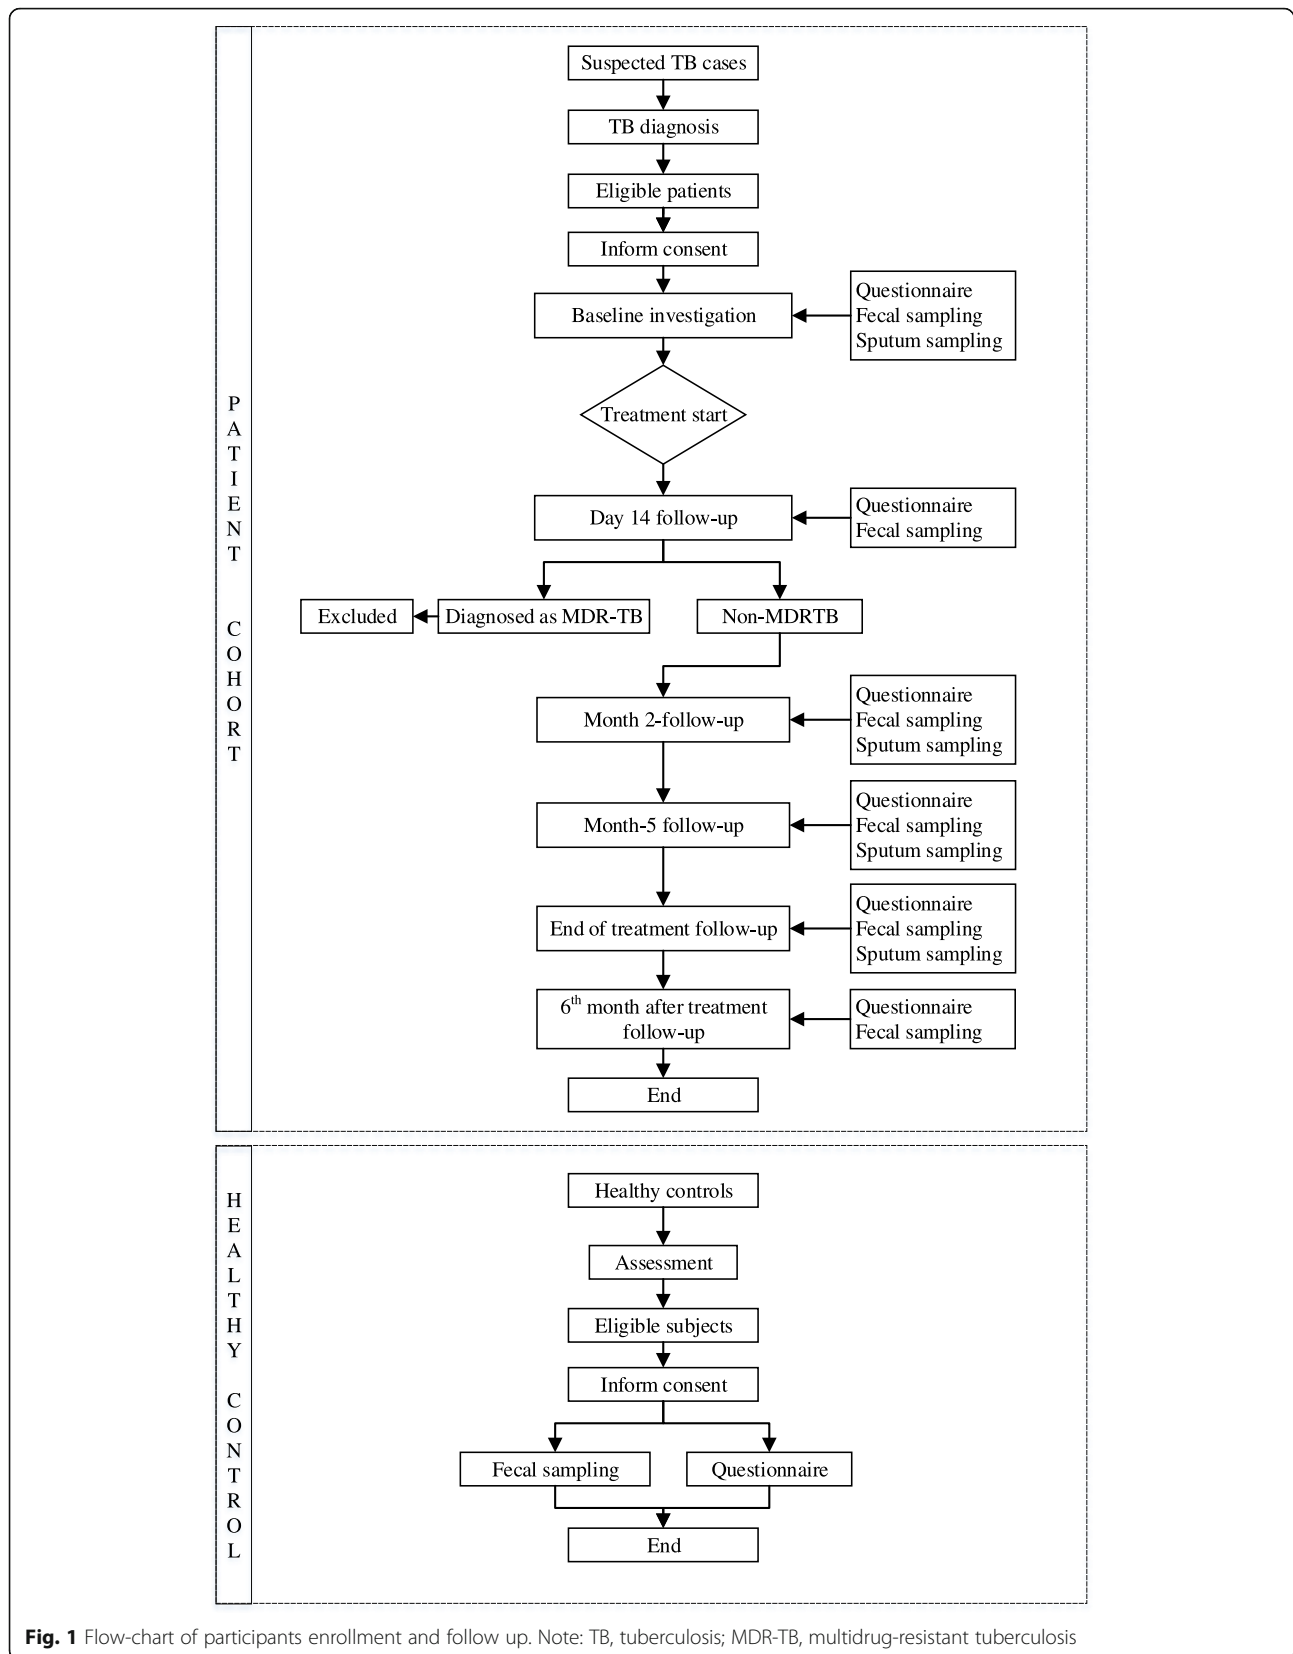 PATIENT COHORT
Suspected TB cases
TB diagnosis
Eligible patients
Inform consent
Baseline investigation
Questionnaire
Fecal sampling
Sputum sampling
Treatment start
Day 14 follow-up
Questionnaire
Fecal sampling
Excluded
Diagnosed as MDR-TB
Non-MDRTB
Month 2-follow-up
Questionnaire
Fecal sampling
Sputum sampling
Month-5 follow-up
Questionnaire
Fecal sampling
Sputum sampling
End of treatment follow-up
Questionnaire
Fecal sampling
Sputum sampling
6th month after treatment
follow-up
Questionnaire
Fecal sampling
End
HEALTHY CONTROL
Healthy controls
Assessment
Eligible subjects
Inform consent
Fecal sampling
Questionnaire
End
Fig. 1 Flow-chart of participants enrollment and follow up. Note: TB, tuberculosis; MDR-TB, multidrug-resistant tuberculosis